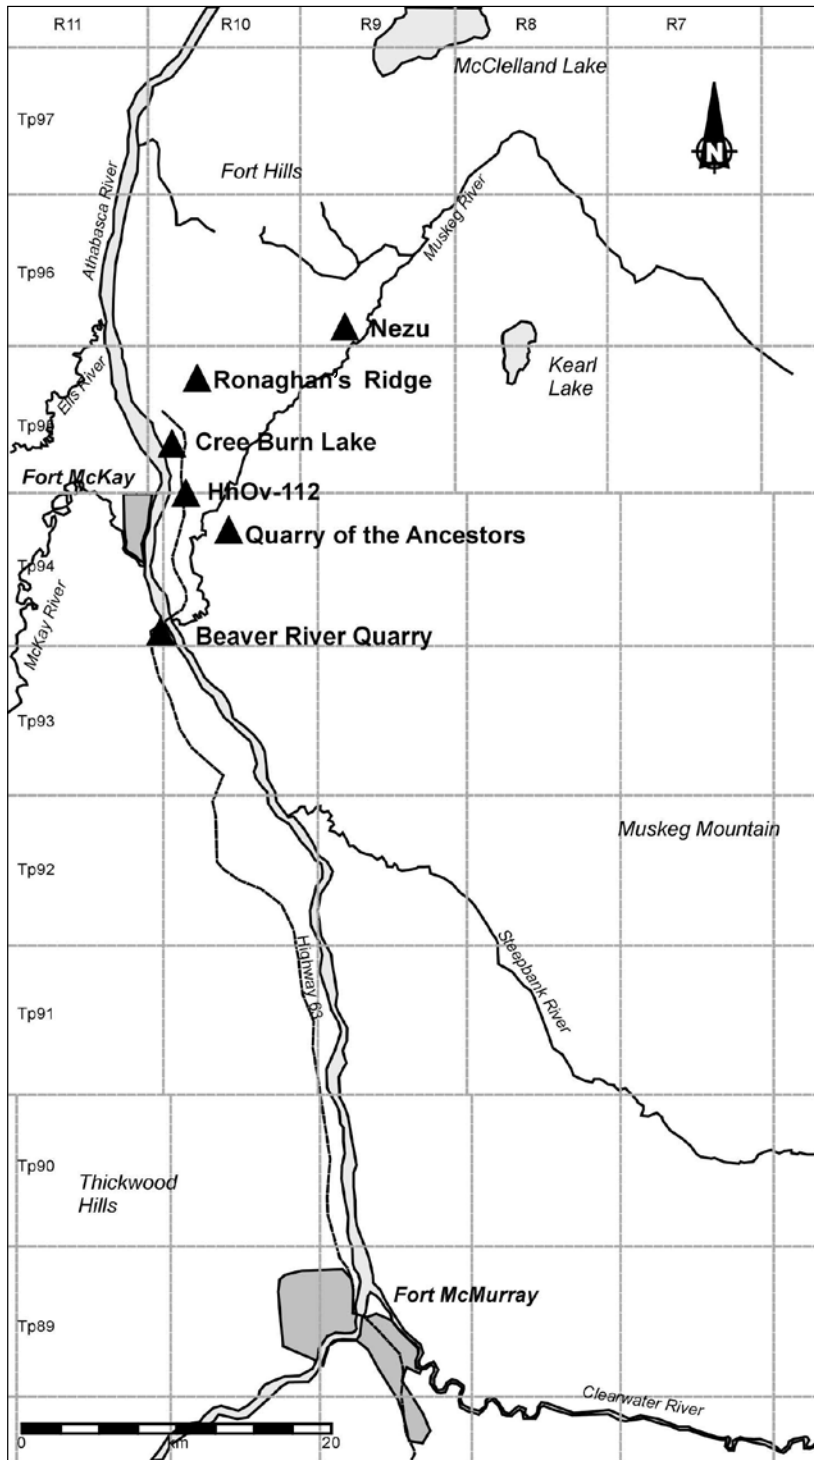 R11
R10
R9
R8
R7
McClelland Lake
Tp97
N
Fort Hills
Athabasca River
Muskeg River
Tp96
Nezu
Ells River
Ronaghan's Ridge
Kearl
Lake
Tp95
Cree Burn Lake
Fort McKay
HhOv-112
Quarry of the Ancestors
Tp94
McKay River
Beaver River Quarry
Tp93
Muskeg Mountain
Tp92
Highway 63
Steepbank River
Tp91
Tp90
Thickwood
Hills
Fort McMurray
Tp89
Clearwater River
0 km 20